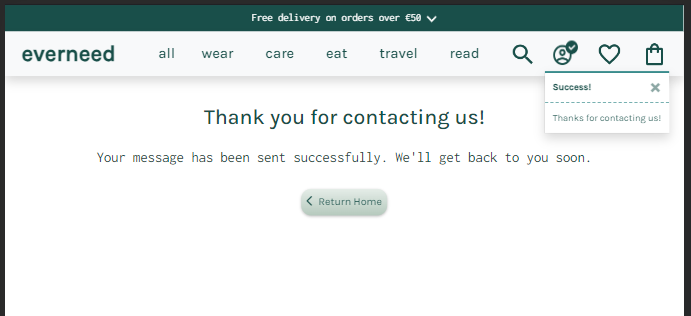 Free delivery on orders over €50
everneed all wear care eat travel read
Success!
Thanks for contacting us!
Thank you for contacting us!
Your message has been sent successfully. We'll get back to you soon.
Return Home